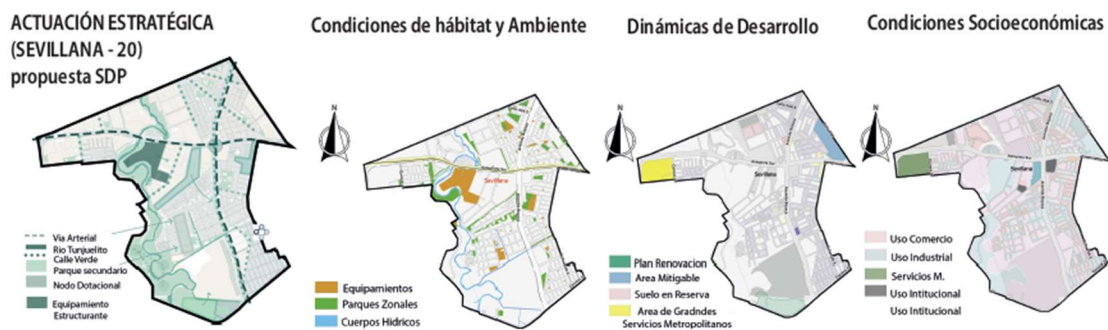 ACTUACIÓN ESTRATÉGICA
(SEVILLANA - 20)
propuesta SDP
Via Arterial
Rio Tunjuelito
Calle Verde
Parque secundario
Nodo Dotacional
Equipamiento
Estructurante
Condiciones de hábitat y Ambiente
N
Sevillana
Equipamientos
Parques Zonales
Cuerpos Hidricos
Dinámicas de Desarrollo
N
Sevillana
Plan Renovacion
Area Mitigable
Suelo en Reserva
Area de Gradndes
Servicios Metropolitanos
Condiciones Socioeconómicas
N
Sevillana
Uso Comercio
Uso Industrial
Servicios M.
Uso Intitucional
Uso Intitucional